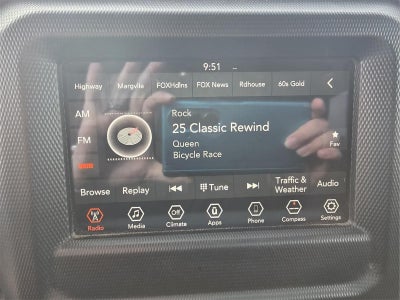 9:51
Highway Margvlle FOXHdlns FOX News Rdhouse 60s Gold
AM
Rock
25 Classic Rewind
FM
Queen
Fav
Bicycle Race
Browse Replay Tune Traffic & Weather Audio
Radio Media Off Climate Apps Phone Compass Settings